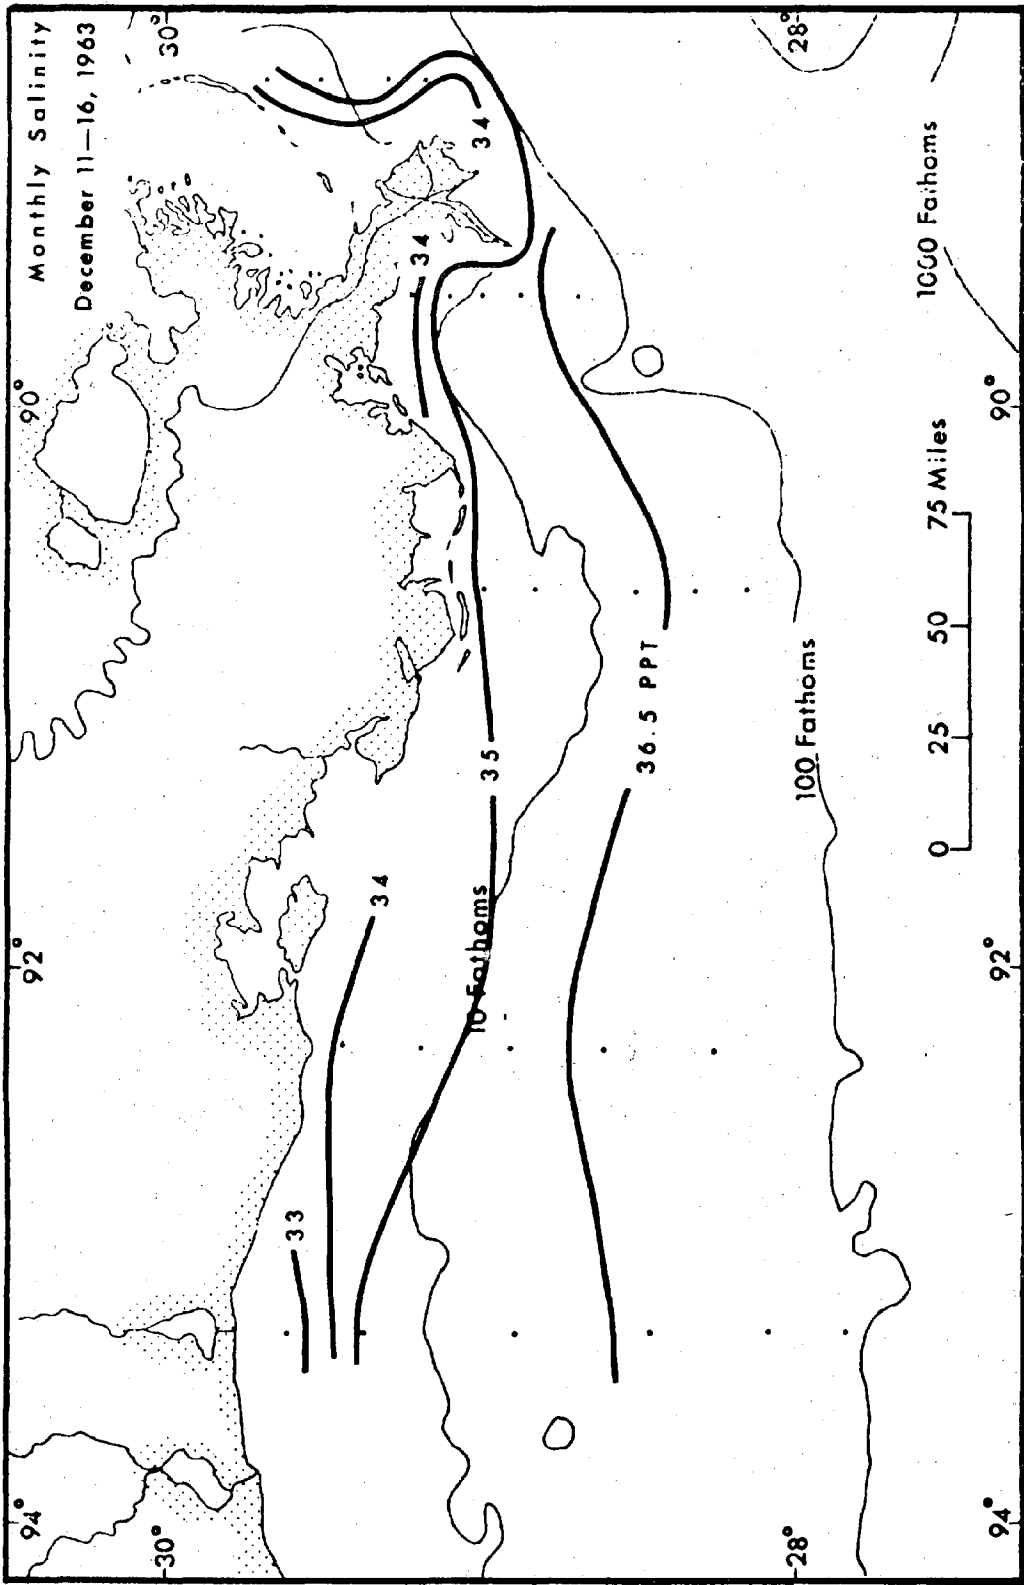 Monthly Salinity
December 11—16, 1963
90°
92°
94°
30°
30°
34
34
34
33
35
36.5 PPT
10 Fathoms
100 Fathoms
1000 Fathoms
28°
28°
0 25 50 75 Miles
90°
92°
94°